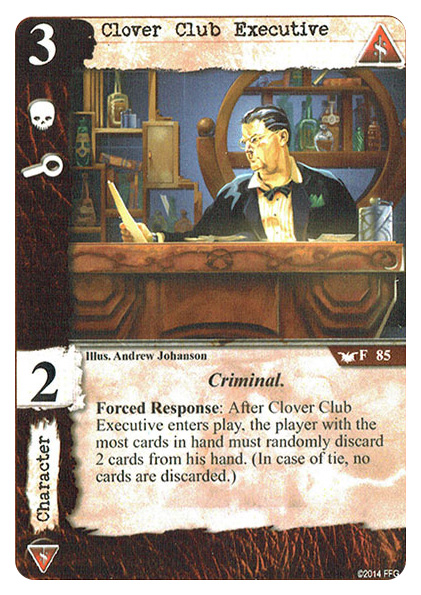 3
Clover Club Executive
Illus. Andrew Johanson
F 85
2
Criminal.
Forced Response: After Clover Club
Executive enters play, the player with the
most cards in hand must randomly discard
2 cards from his hand. (In case of tie, no
cards are discarded.)
Character
©2014 FFG